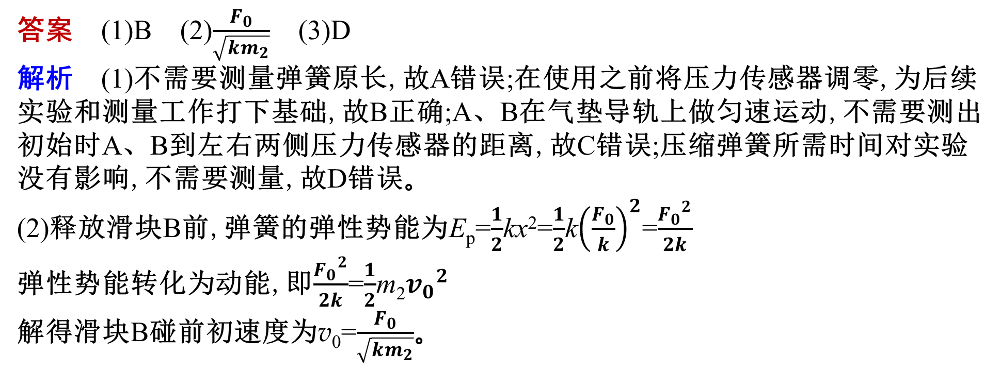 答案 (1)B (2)$\frac{F_0}{\sqrt{km_2}}$ (3)D
解析 (1)不需要测量弹簧原长, 故A错误;在使用之前将压力传感器调零, 为后续
实验和测量工作打下基础, 故B正确;A、B在气垫导轨上做匀速运动, 不需要测出
初始时A、B到左右两侧压力传感器的距离, 故C错误;压缩弹簧所需时间对实验
没有影响, 不需要测量, 故D错误。
(2)释放滑块B前, 弹簧的弹性势能为$E_p=\frac{1}{2}kx^2=\frac{1}{2}k\left(\frac{F_0}{k}\right)^2=\frac{{F_0}^2}{2k}$
弹性势能转化为动能, 即$\frac{{F_0}^2}{2k}=\frac{1}{2}m_2{v_0}^2$
解得滑块B碰前初速度为$v_0=\frac{F_0}{\sqrt{km_2}}$。